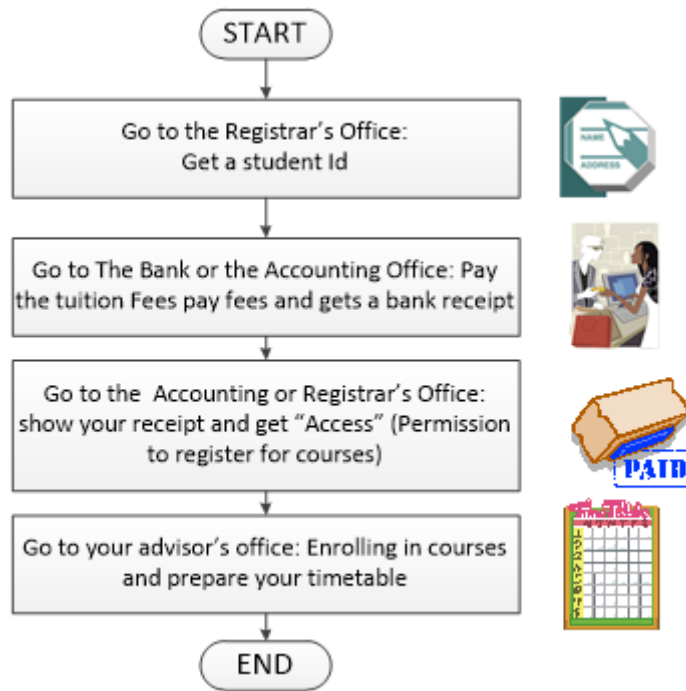 START
Go to the Registrar's Office:
Get a student Id
NAME
ADDRESS
Go to The Bank or the Accounting Office: Pay
the tuition Fees pay fees and gets a bank receipt
Go to the  Accounting or Registrar's Office:
show your receipt and get “Access” (Permission
to register for courses)
PAID
Go to your advisor's office: Enrolling in courses
and prepare your timetable
END